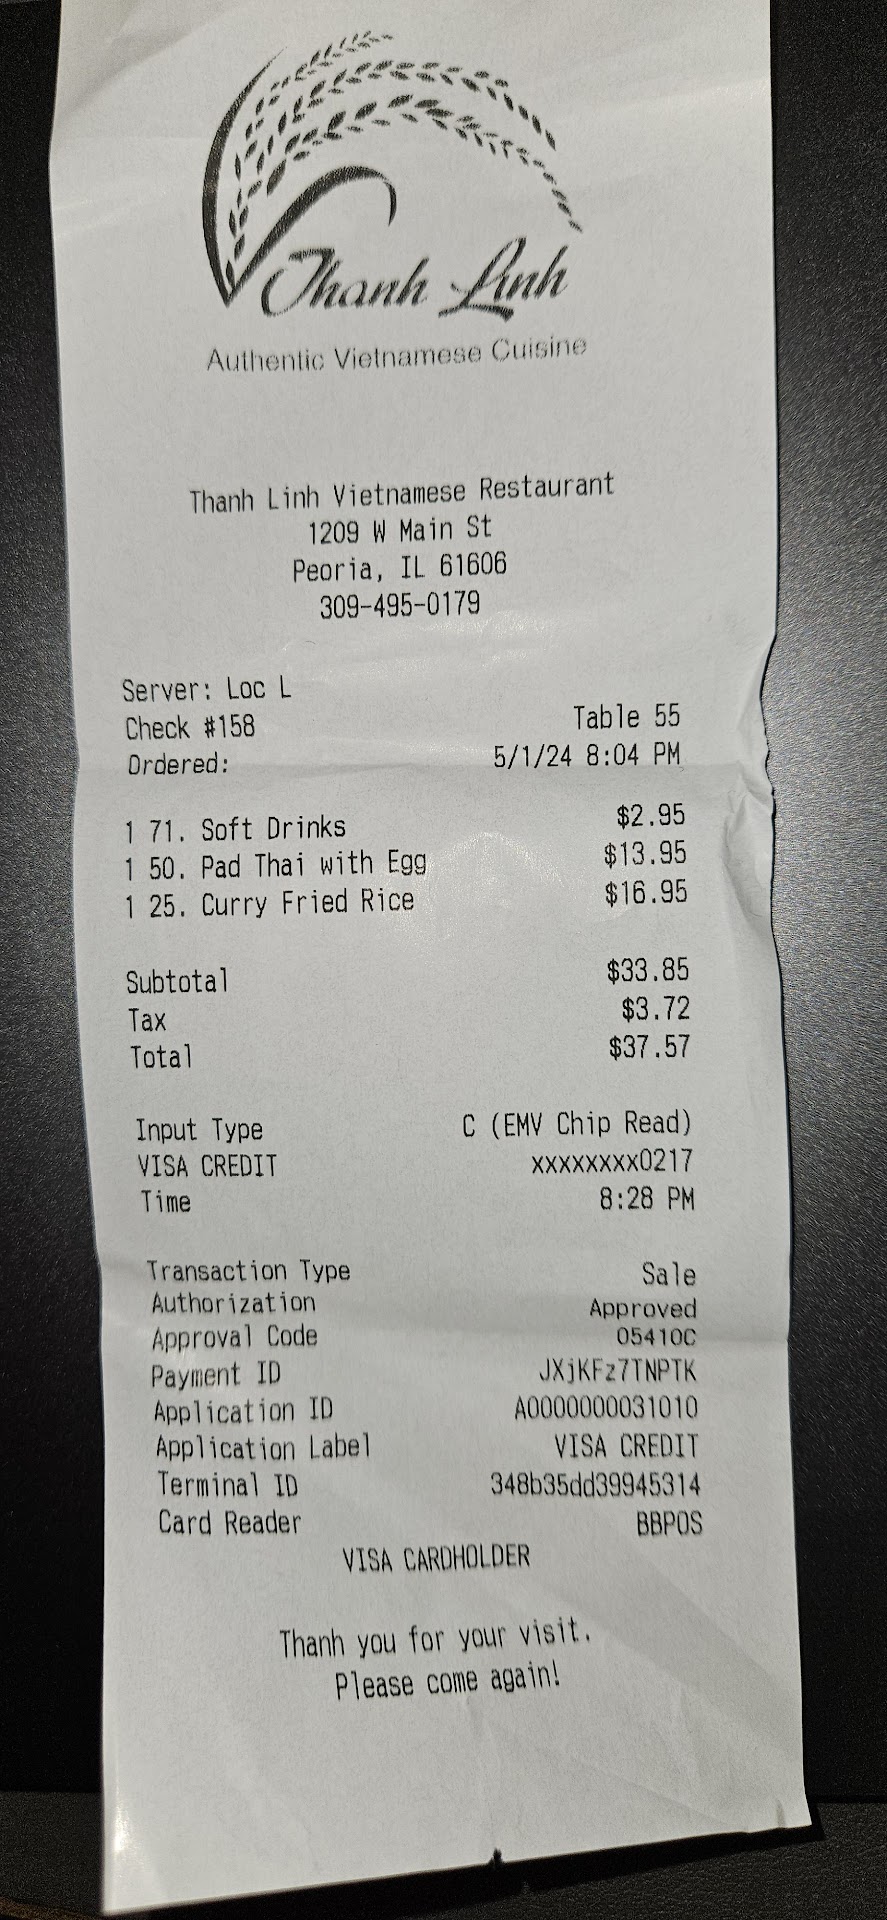 Thanh Linh
Authentic Vietnamese Cuisine
Thanh Linh Vietnamese Restaurant
1209 W Main St
Peoria, IL 61606
309-495-0179
Server: Loc L
Check #158 Table 55
Ordered: 5/1/24 8:04 PM
1 71. Soft Drinks $2.95
1 50. Pad Thai with Egg $13.95
1 25. Curry Fried Rice $16.95
Subtotal $33.85
Tax $3.72
Total $37.57
Input Type C (EMV Chip Read)
VISA CREDIT xxxxxxxx0217
Time 8:28 PM
Transaction Type Sale
Authorization Approved
Approval Code 05410C
Payment ID JXjKFz7TNPTK
Application ID A0000000031010
Application Label VISA CREDIT
Terminal ID 348b35dd39945314
Card Reader BBPOS
VISA CARDHOLDER
Thank you for your visit.
Please come again!